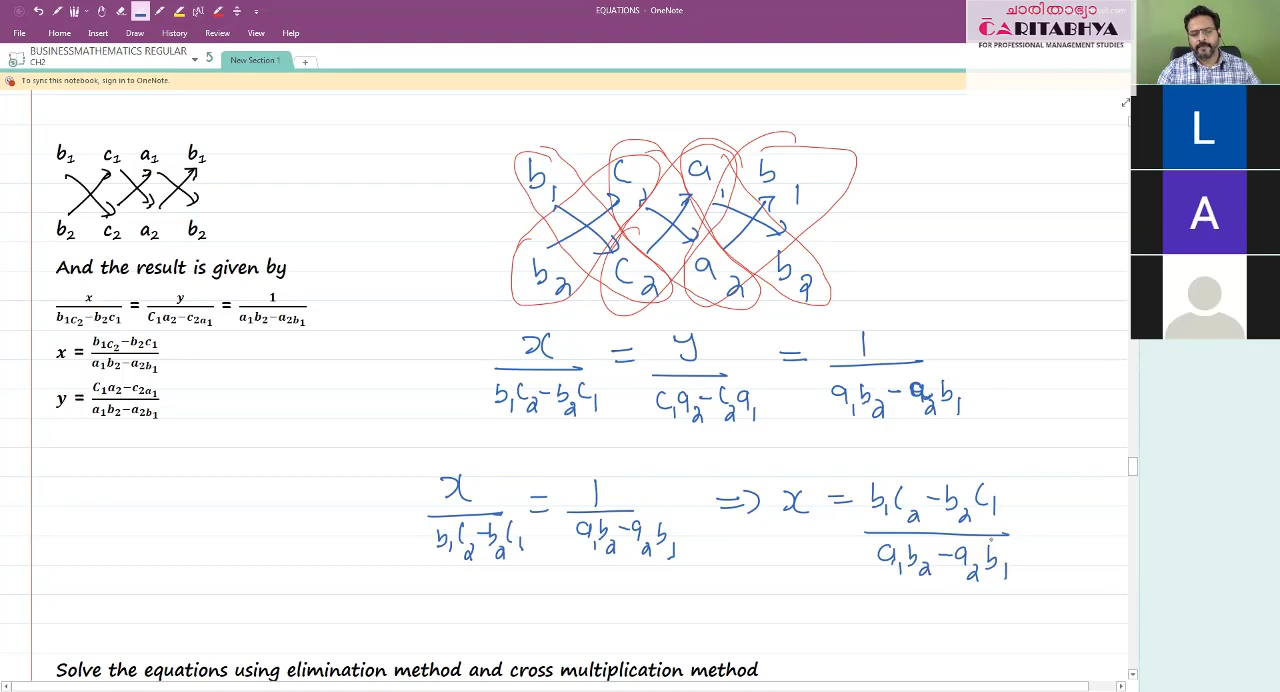 EQUATIONS - OneNote
File Home Insert Draw History Review View Help
BUSINESSMATHEMATICS REGULAR
CH2
New Section 1
To sync this notebook, sign in to OneNote.
ചാരിതാഭ്യാ
CARITABHYA
FOR PROFESSIONAL MANAGEMENT STUDIES
L
A
b₁ c₁ a₁ b₁
b₂ c₂ a₂ b₂
And the result is given by
x/(b₁c₂−b₂c₁) = y/(C₁a₂−c₂a₁) = 1/(a₁b₂−a₂b₁)
x = (b₁c₂−b₂c₁)/(a₁b₂−a₂b₁)
y = (C₁a₂−c₂a₁)/(a₁b₂−a₂b₁)
b₁ c₁ a₁ b₁
b₂ c₂ a₂ b₂
x/(b₁c₂−b₂c₁) = y/(c₁a₂−c₂a₁) = 1/(a₁b₂−a₂b₁)
x/(b₁c₂−b₂c₁) = 1/(a₁b₂−a₂b₁) ⇒ x = (b₁c₂−b₂c₁)/(a₁b₂−a₂b₁)
Solve the equations using elimination method and cross multiplication method